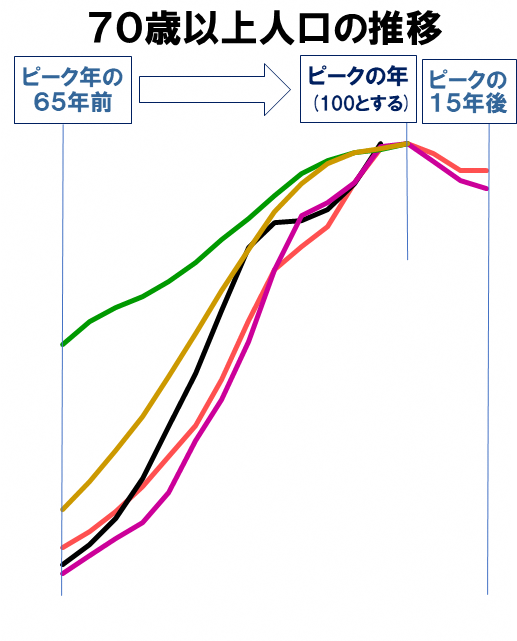 70歳以上人口の推移
ピーク年の
65年前
ピークの年
(100とする)
ピークの
15年後